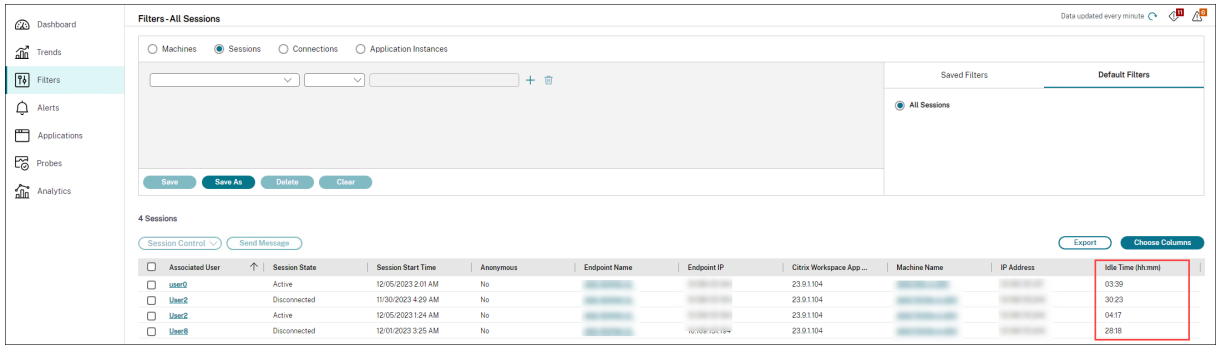 Dashboard
Trends
Filters
Alerts
Applications
Probes
Analytics
Filters - All Sessions
Data updated every minute
11
0
Machines Sessions Connections Application Instances
Saved Filters Default Filters
All Sessions
Save Save As Delete Clear
4 Sessions
Session Control Send Message
Export Choose Columns
Associated User Session State Session Start Time Anonymous Endpoint Name Endpoint IP Citrix Workspace App ... Machine Name IP Address Idle Time (hh:mm)
user0 Active 12/05/2023 2:01 AM No 23.9.1.104 03:39
User2 Disconnected 11/30/2023 4:29 AM No 23.9.1.104 30:23
User2 Active 12/05/2023 1:24 AM No 23.9.1.104 04:17
User8 Disconnected 12/01/2023 3:25 AM No 23.9.1.104 28:18